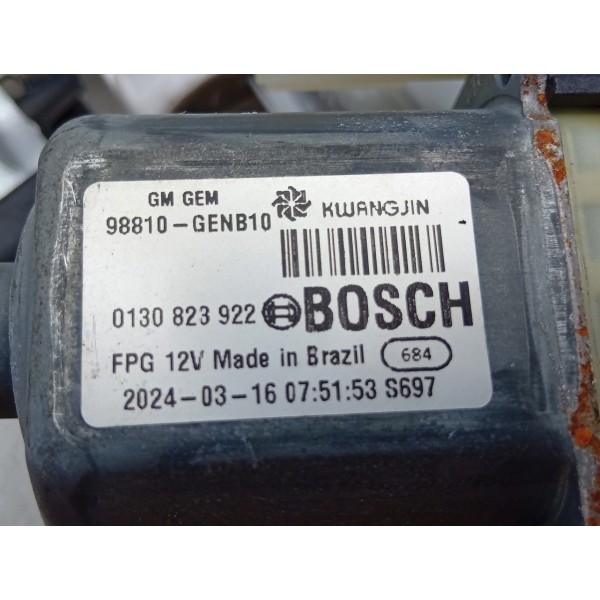 GM GEM
98810-GENB10 KWANGJIN
0130 823 922 BOSCH
FPG 12V Made in Brazil 684
2024-03-16 07:51:53 S697